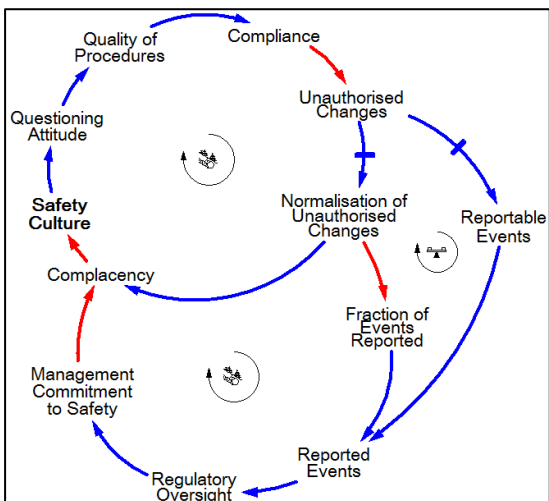 Quality of
Procedures
Compliance
Unauthorised
Changes
Questioning
Attitude
Safety
Culture
Normalisation of
Unauthorised
Changes
Reportable
Events
Complacency
Fraction of
Events
Reported
Management
Commitment
to Safety
Reported
Events
Regulatory
Oversight